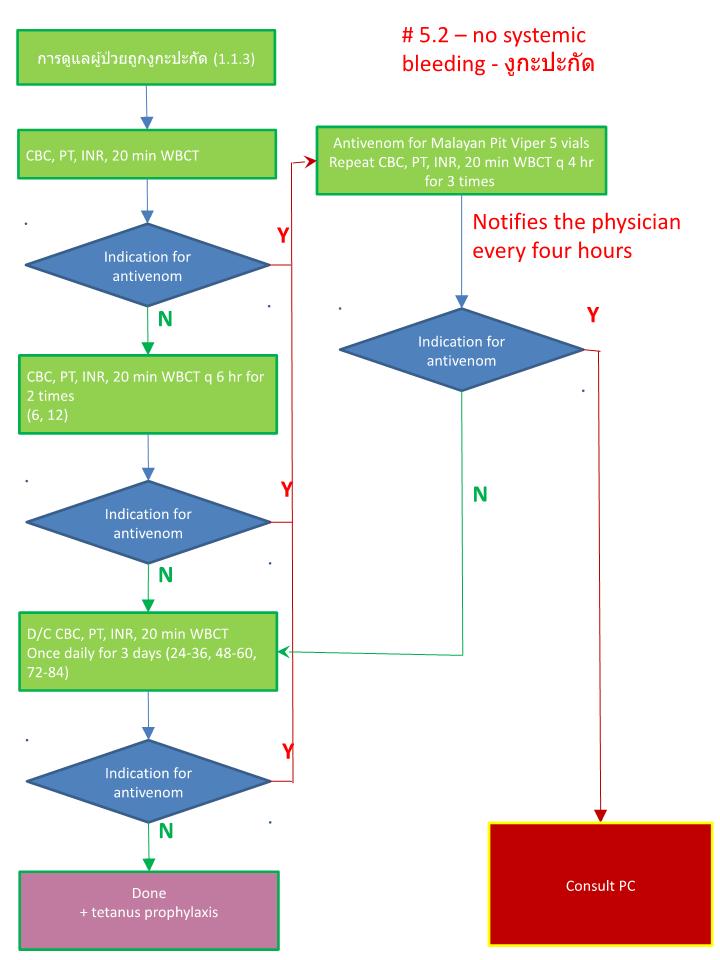 # 5.2 – no systemic
bleeding - งูกะปะกัด
การดูแลผู้ป่วยถูกงูกะปะกัด (1.1.3)
CBC, PT, INR, 20 min WBCT
Indication for
antivenom
Y
N
CBC, PT, INR, 20 min WBCT q 6 hr for
2 times
(6, 12)
Indication for
antivenom
Y
N
D/C CBC, PT, INR, 20 min WBCT
Once daily for 3 days (24-36, 48-60,
72-84)
Indication for
antivenom
Y
N
Done
+ tetanus prophylaxis
Antivenom for Malayan Pit Viper 5 vials
Repeat CBC, PT, INR, 20 min WBCT q 4 hr
for 3 times
Notifies the physician
every four hours
Indication for
antivenom
Y
N
Consult PC